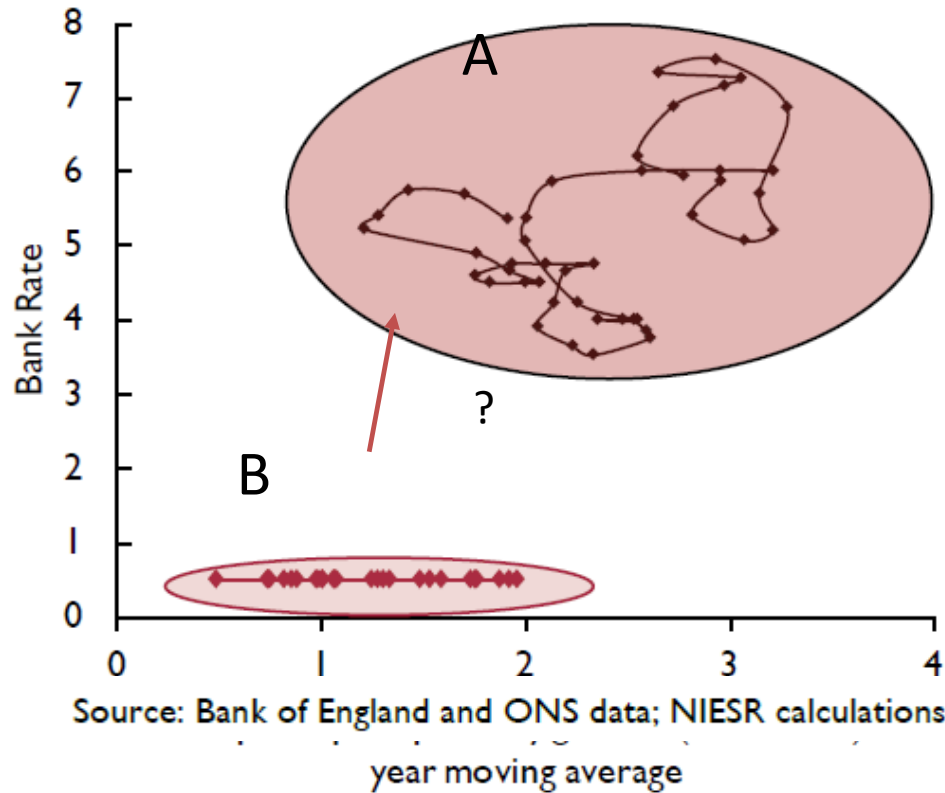 8
A
7
6
5
Bank Rate
4
3
?
2
B
1
0
0 1 2 3 4
Source: Bank of England and ONS data; NIESR calculations
year moving average